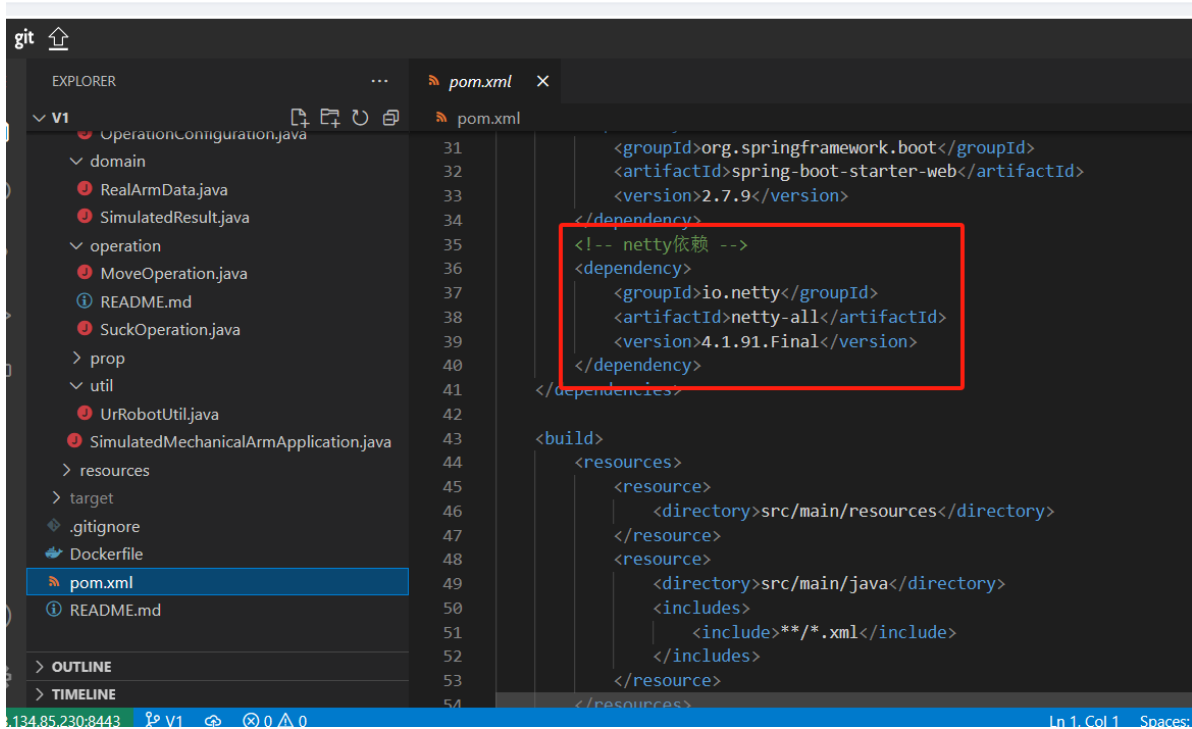 git
EXPLORER
pom.xml
V1
pom.xml
OperationConfiguration.java
domain
RealArmData.java
SimulatedResult.java
operation
MoveOperation.java
README.md
SuckOperation.java
prop
util
UrRobotUtil.java
SimulatedMechanicalArmApplication.java
resources
target
.gitignore
Dockerfile
pom.xml
README.md
OUTLINE
TIMELINE
31 <groupId>org.springframework.boot</groupId>
32 <artifactId>spring-boot-starter-web</artifactId>
33 <version>2.7.9</version>
34 </dependency>
35 <!-- netty依赖 -->
36 <dependency>
37 <groupId>io.netty</groupId>
38 <artifactId>netty-all</artifactId>
39 <version>4.1.91.Final</version>
40 </dependency>
41 </dependencies>
42
43 <build>
44 <resources>
45 <resource>
46 <directory>src/main/resources</directory>
47 </resource>
48 <resource>
49 <directory>src/main/java</directory>
50 <includes>
51 <include>**/*.xml</include>
52 </includes>
53 </resource>
54 </resources>
.134.85.230:8443 V1 0 0 Ln 1, Col 1 Spaces: